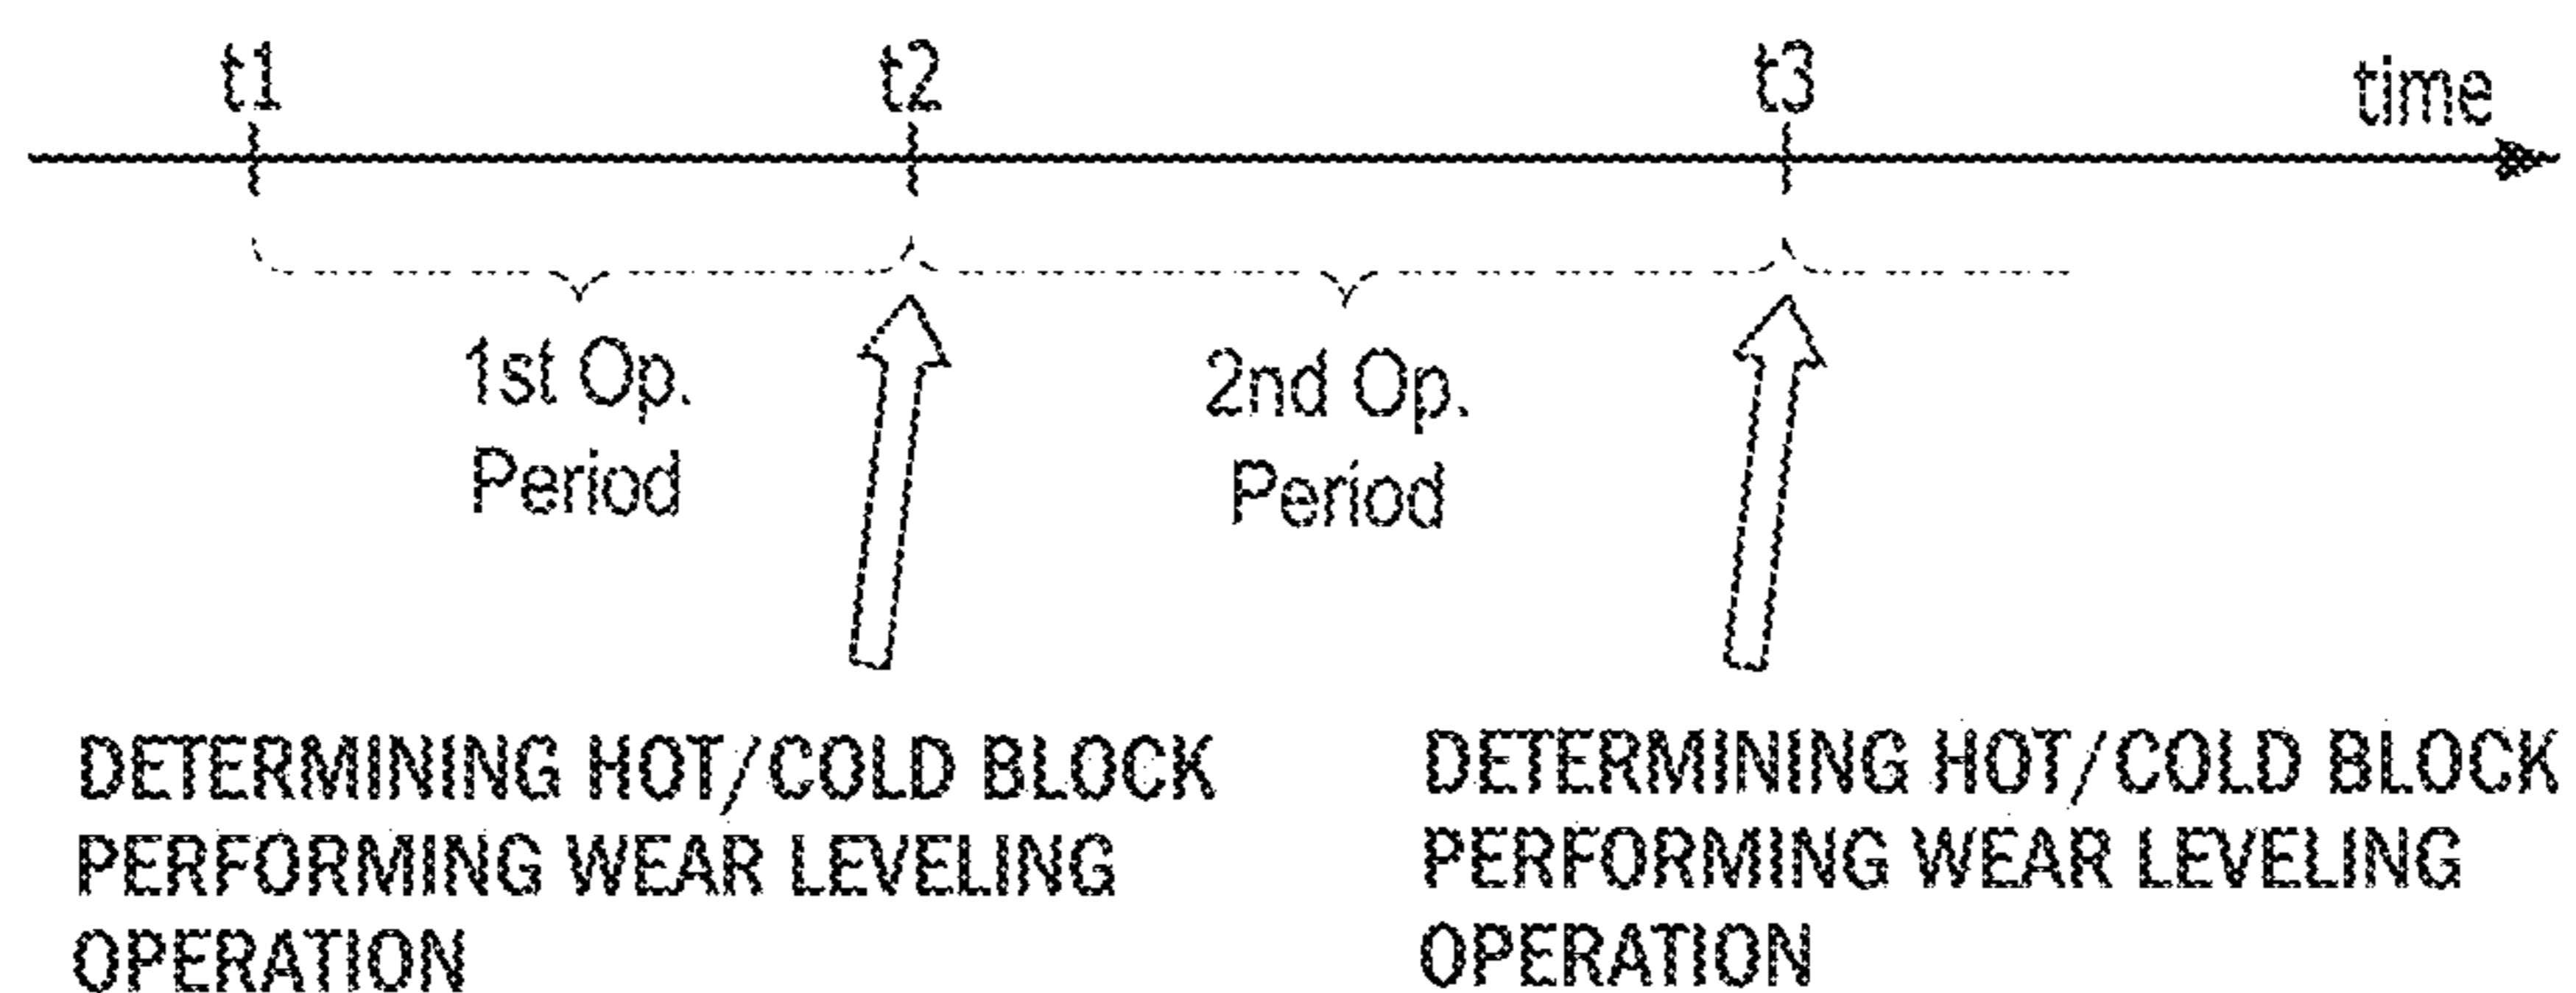 t1 t2 t3 time
1st Op. 2nd Op.
Period Period
DETERMINING HOT/COLD BLOCK
PERFORMING WEAR LEVELING
OPERATION
DETERMINING HOT/COLD BLOCK
PERFORMING WEAR LEVELING
OPERATION